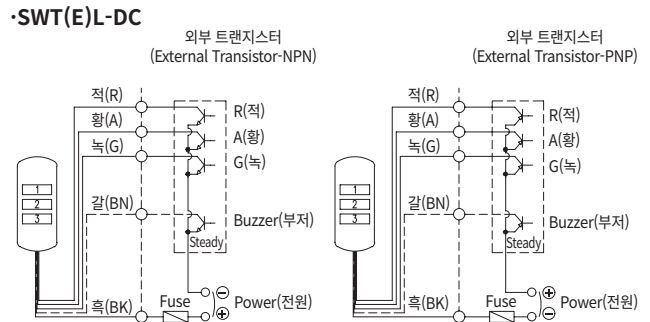 ·SWT(E)L-DC
외부 트랜지스터
(External Transistor-NPN)
적(R)
황(A)
녹(G)
갈(BN)
흑(BK)
R(적)
A(황)
G(녹)
Buzzer(부저)
Steady
1
2
3
Fuse
⊖
⊕
Power(전원)
외부 트랜지스터
(External Transistor-PNP)
적(R)
황(A)
녹(G)
갈(BN)
흑(BK)
R(적)
A(황)
G(녹)
Buzzer(부저)
Steady
1
2
3
Fuse
⊕
⊖
Power(전원)